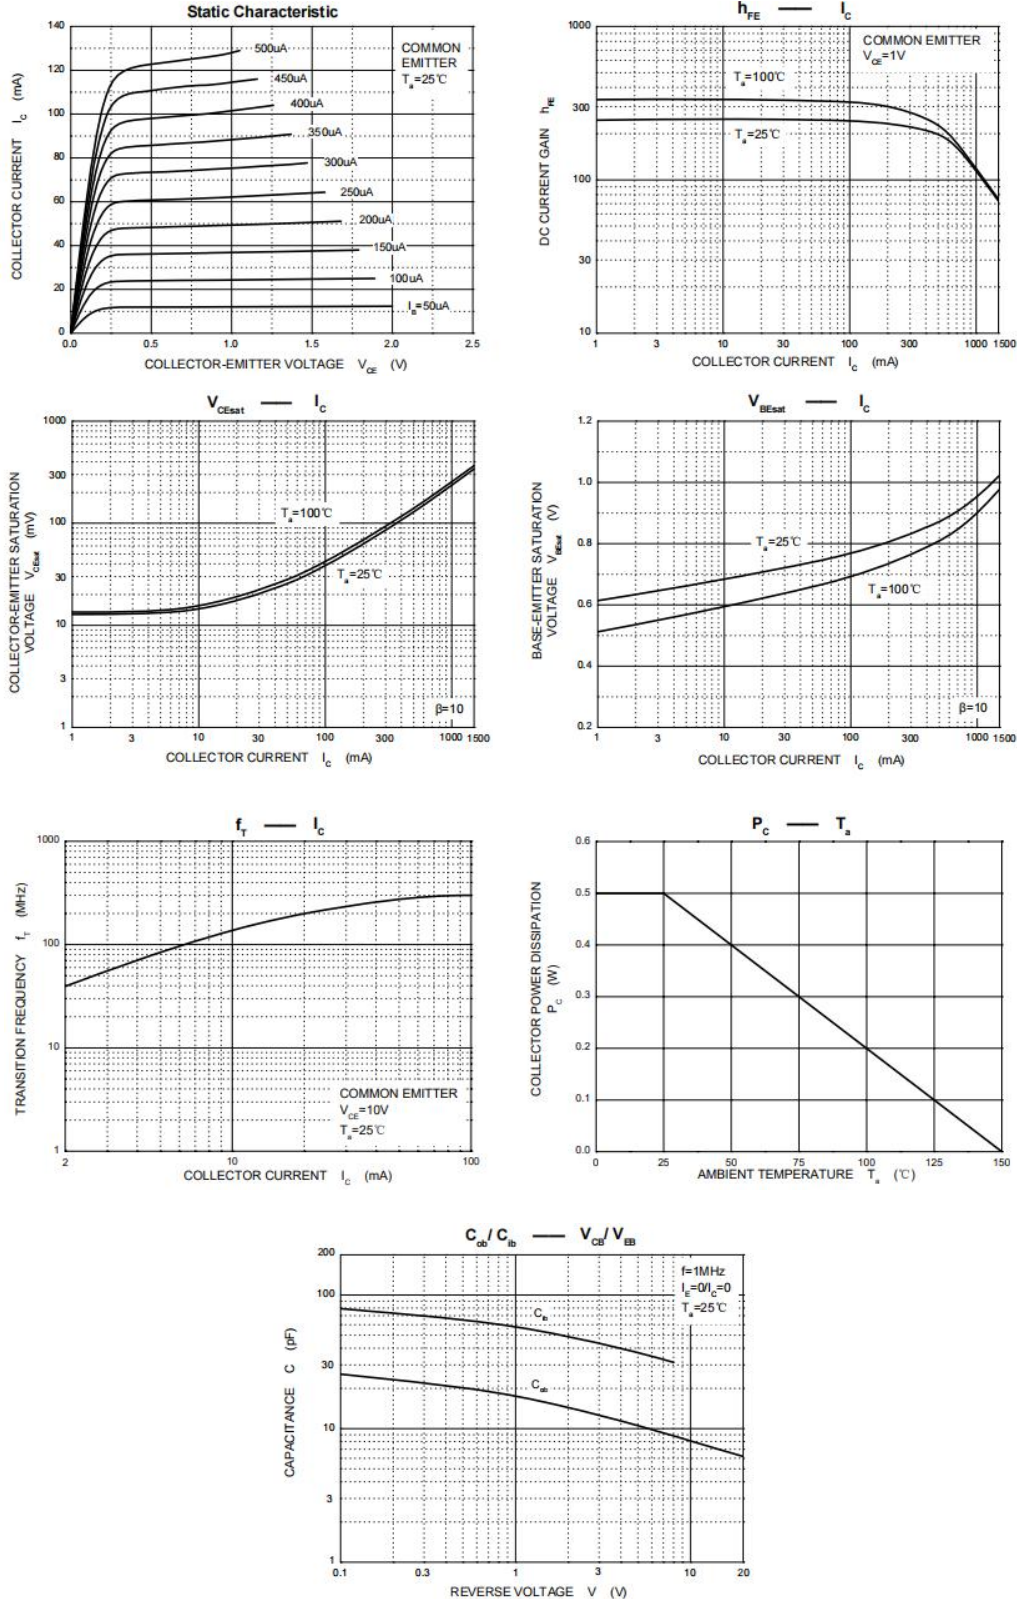 Static Characteristic
COLLECTOR CURRENT I_C (mA)
140
120
100
80
60
40
20
0
500uA
450uA
400uA
350uA
300uA
250uA
200uA
150uA
100uA
I_B=50uA
COMMON
EMITTER
T_a=25℃
0.0 0.5 1.0 1.5 2.0 2.5
COLLECTOR-EMITTER VOLTAGE V_CE (V)
h_FE —— I_C
DC CURRENT GAIN h_FE
1000
300
100
30
10
COMMON EMITTER
V_CE=1V
T_a=100℃
T_a=25℃
1 3 10 30 100 300 1000 1500
COLLECTOR CURRENT I_C (mA)
V_CEsat —— I_C
COLLECTOR-EMITTER SATURATION
VOLTAGE V_CEsat (mV)
1000
300
100
30
10
3
1
T_a=100℃
T_a=25℃
β=10
1 3 10 30 100 300 1000 1500
COLLECTOR CURRENT I_C (mA)
V_BEsat —— I_C
BASE-EMITTER SATURATION
VOLTAGE V_BEsat (V)
1.2
1.0
0.8
0.6
0.4
0.2
T_a=25℃
T_a=100℃
β=10
1 3 10 30 100 300 1000 1500
COLLECTOR CURRENT I_C (mA)
f_T —— I_C
TRANSITION FREQUENCY f_T (MHz)
1000
100
10
1
COMMON EMITTER
V_CE=10V
T_a=25℃
2 10 100
COLLECTOR CURRENT I_C (mA)
P_C —— T_a
COLLECTOR POWER DISSIPATION
P_C (W)
0.6
0.5
0.4
0.3
0.2
0.1
0.0
0 25 50 75 100 125 150
AMBIENT TEMPERATURE T_a (℃)
C_ob/ C_ib —— V_CB/ V_EB
CAPACITANCE C (pF)
200
100
30
10
3
1
f=1MHz
I_E=0/I_C=0
T_a=25℃
C_ib
C_ob
0.1 0.3 1 3 10 20
REVERSE VOLTAGE V (V)